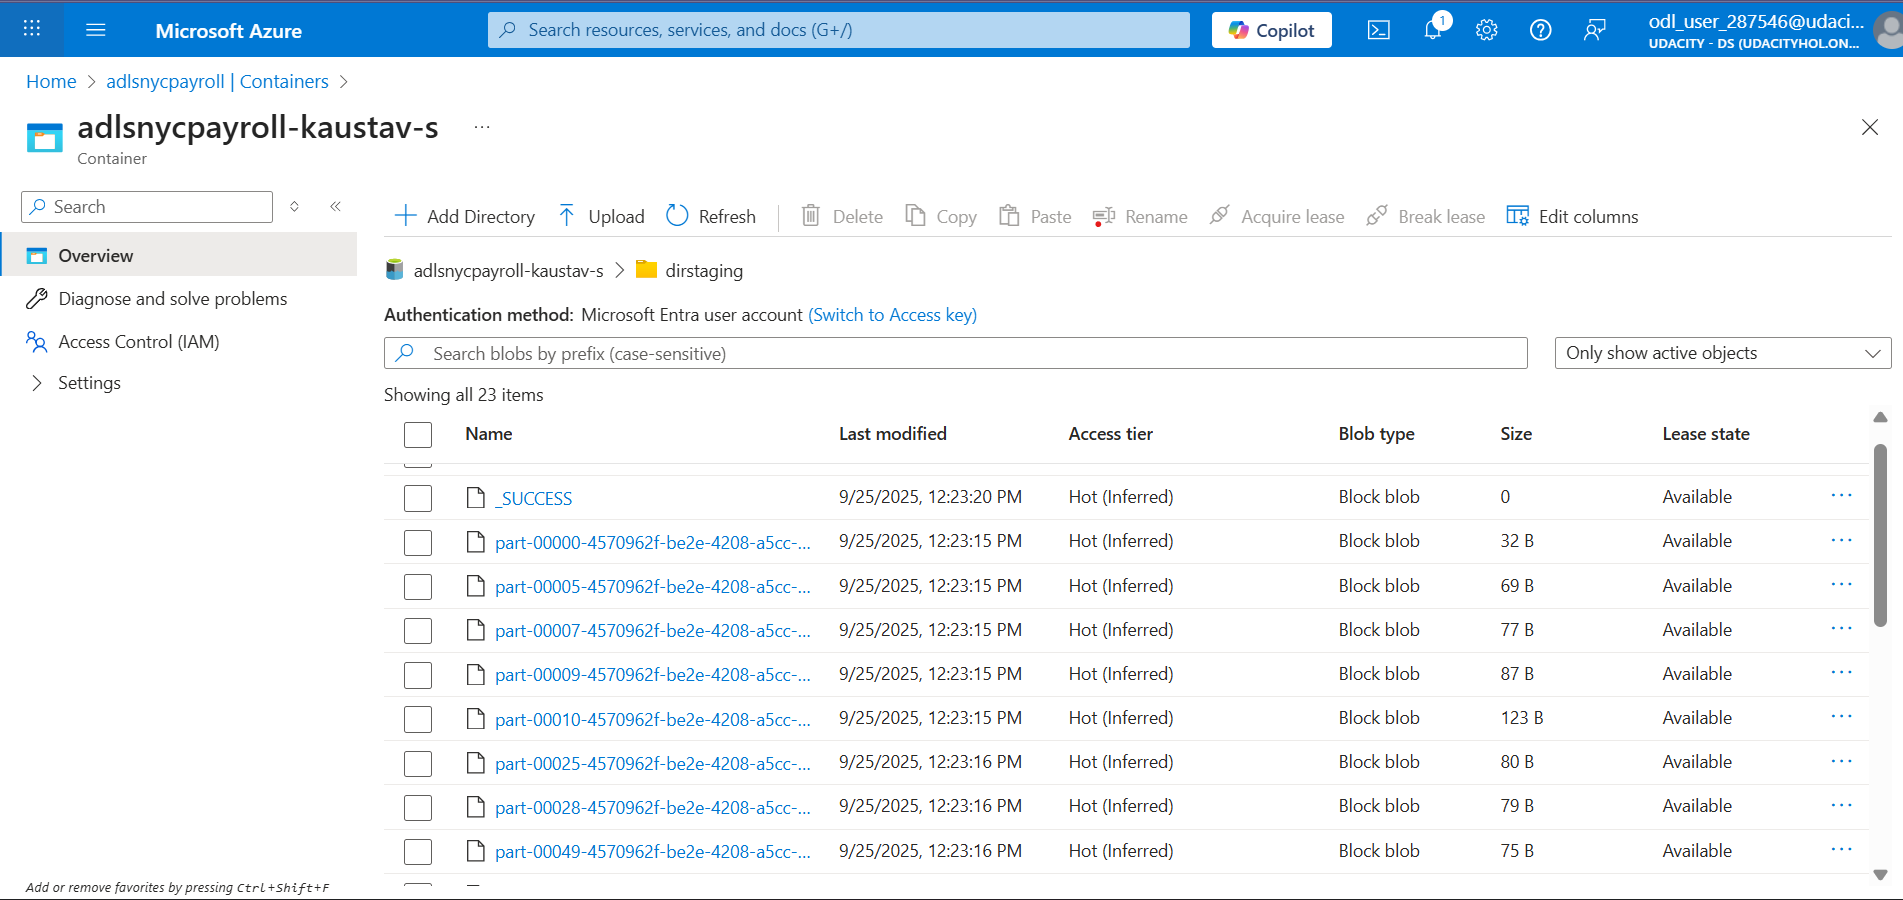 Microsoft Azure
Search resources, services, and docs (G+/)
Copilot
1
odl_user_287546@udaci...
UDACITY - DS (UDACITYHOL.ON...
Home > adlsnycpayroll | Containers >
adlsnycpayroll-kaustav-s ...
Container
Search
Overview
Diagnose and solve problems
Access Control (IAM)
Settings
Add or remove favorites by pressing Ctrl+Shift+F
Add Directory Upload Refresh Delete Copy Paste Rename Acquire lease Break lease Edit columns
adlsnycpayroll-kaustav-s > dirstaging
Authentication method: Microsoft Entra user account (Switch to Access key)
Search blobs by prefix (case-sensitive)
Only show active objects
Showing all 23 items
Name Last modified Access tier Blob type Size Lease state
_SUCCESS 9/25/2025, 12:23:20 PM Hot (Inferred) Block blob 0 Available ...
part-00000-4570962f-be2e-4208-a5cc-... 9/25/2025, 12:23:15 PM Hot (Inferred) Block blob 32 B Available ...
part-00005-4570962f-be2e-4208-a5cc-... 9/25/2025, 12:23:15 PM Hot (Inferred) Block blob 69 B Available ...
part-00007-4570962f-be2e-4208-a5cc-... 9/25/2025, 12:23:15 PM Hot (Inferred) Block blob 77 B Available ...
part-00009-4570962f-be2e-4208-a5cc-... 9/25/2025, 12:23:15 PM Hot (Inferred) Block blob 87 B Available ...
part-00010-4570962f-be2e-4208-a5cc-... 9/25/2025, 12:23:15 PM Hot (Inferred) Block blob 123 B Available ...
part-00025-4570962f-be2e-4208-a5cc-... 9/25/2025, 12:23:16 PM Hot (Inferred) Block blob 80 B Available ...
part-00028-4570962f-be2e-4208-a5cc-... 9/25/2025, 12:23:16 PM Hot (Inferred) Block blob 79 B Available ...
part-00049-4570962f-be2e-4208-a5cc-... 9/25/2025, 12:23:16 PM Hot (Inferred) Block blob 75 B Available ...